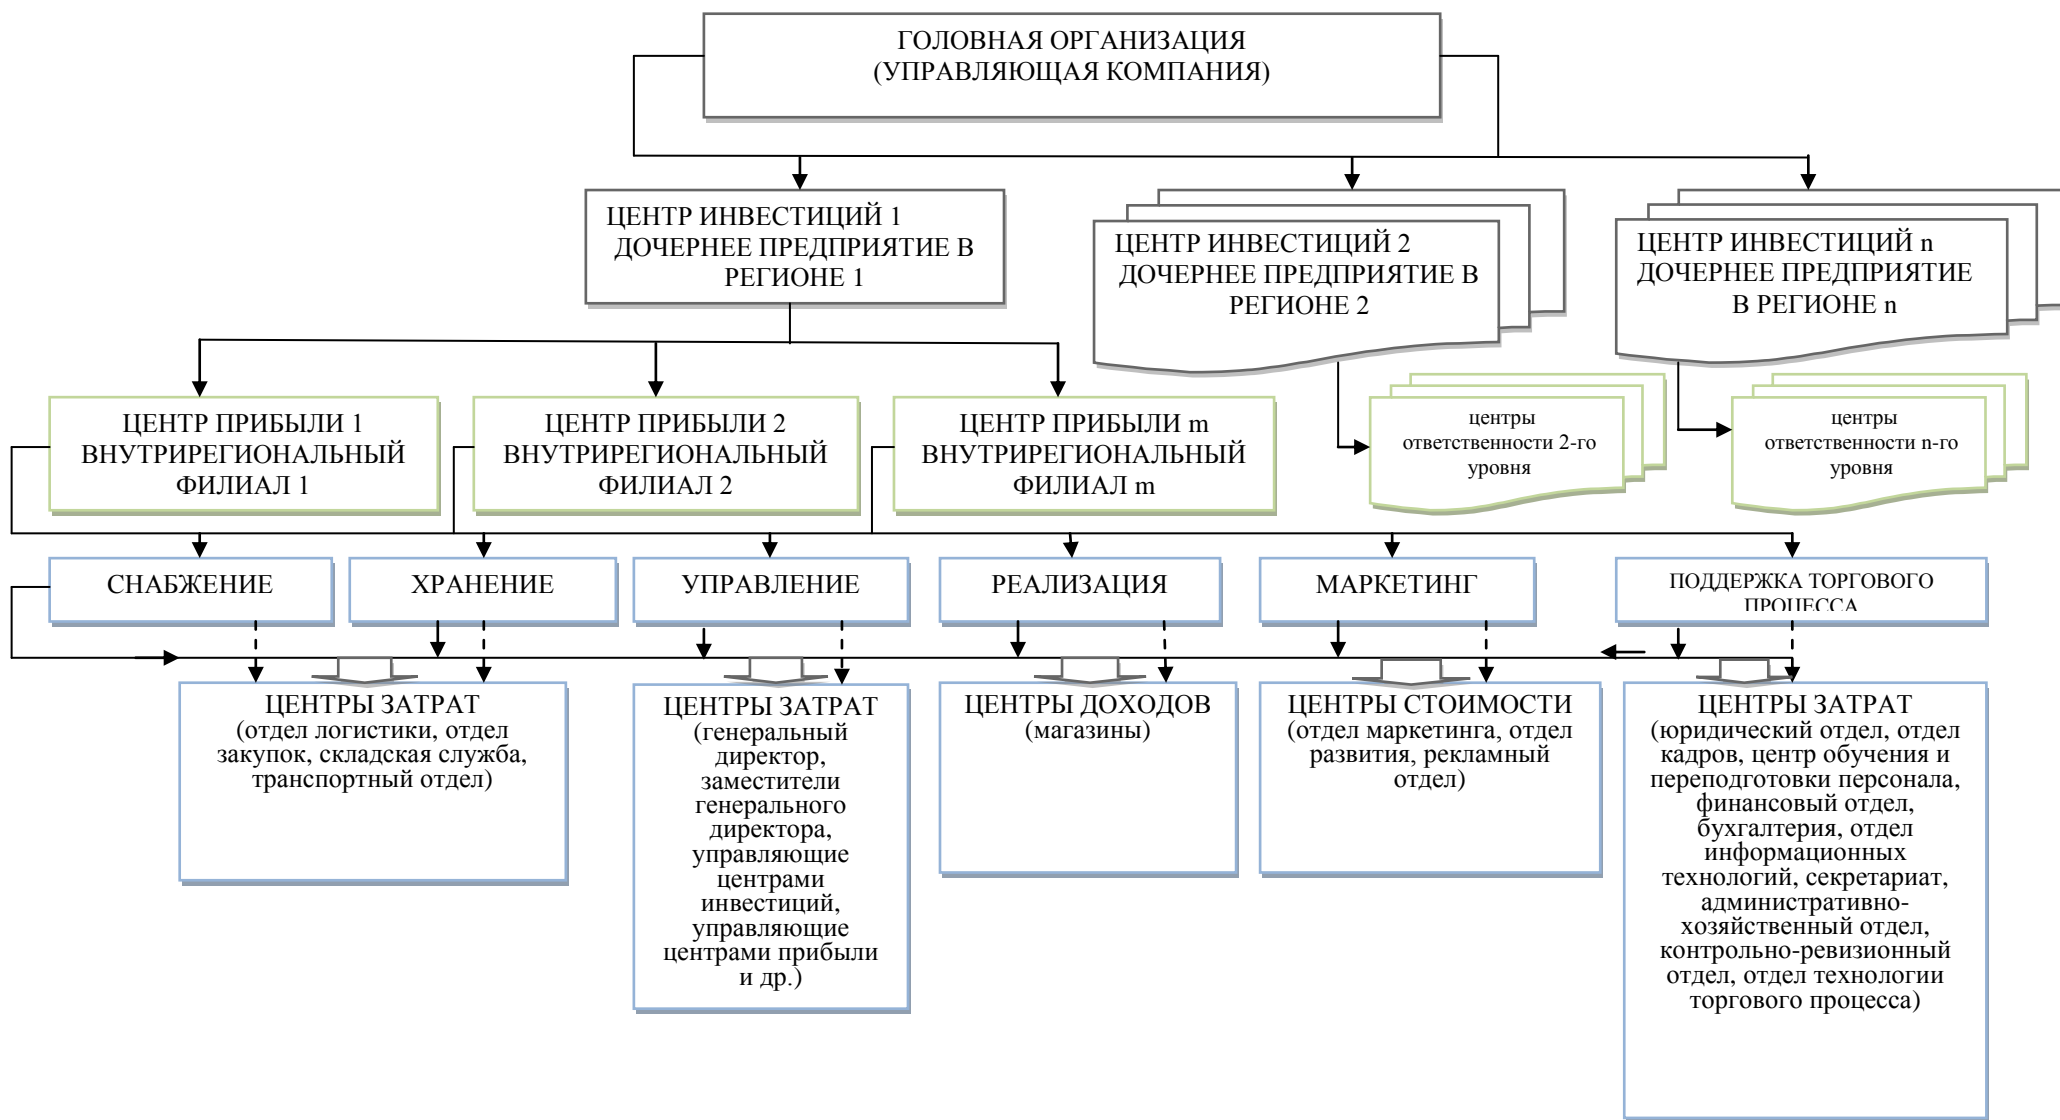 ГОЛОВНАЯ ОРГАНИЗАЦИЯ
(УПРАВЛЯЮЩАЯ КОМПАНИЯ)
ЦЕНТР ИНВЕСТИЦИЙ 1
ДОЧЕРНЕЕ ПРЕДПРИЯТИЕ В
РЕГИОНЕ 1
ЦЕНТР ИНВЕСТИЦИЙ 2
ДОЧЕРНЕЕ ПРЕДПРИЯТИЕ В
РЕГИОНЕ 2
ЦЕНТР ИНВЕСТИЦИЙ n
ДОЧЕРНЕЕ ПРЕДПРИЯТИЕ
В РЕГИОНЕ n
ЦЕНТР ПРИБЫЛИ 1
ВНУТРИРЕГИОНАЛЬНЫЙ
ФИЛИАЛ 1
ЦЕНТР ПРИБЫЛИ 2
ВНУТРИРЕГИОНАЛЬНЫЙ
ФИЛИАЛ 2
ЦЕНТР ПРИБЫЛИ m
ВНУТРИРЕГИОНАЛЬНЫЙ
ФИЛИАЛ m
центры
ответственности 2-го
уровня
центры
ответственности n-го
уровня
СНАБЖЕНИЕ
ХРАНЕНИЕ
УПРАВЛЕНИЕ
РЕАЛИЗАЦИЯ
МАРКЕТИНГ
ПОДДЕРЖКА ТОРГОВОГО
ПРОЦЕССА
ЦЕНТРЫ ЗАТРАТ
(отдел логистики, отдел
закупок, складская служба,
транспортный отдел)
ЦЕНТРЫ ЗАТРАТ
(генеральный
директор,
заместители
генерального
директора,
управляющие
центрами
инвестиций,
управляющие
центрами прибыли
и др.)
ЦЕНТРЫ ДОХОДОВ
(магазины)
ЦЕНТРЫ СТОИМОСТИ
(отдел маркетинга, отдел
развития, рекламный
отдел)
ЦЕНТРЫ ЗАТРАТ
(юридический отдел, отдел
кадров, центр обучения и
переподготовки персонала,
финансовый отдел,
бухгалтерия, отдел
информационных
технологий, секретариат,
административно-
хозяйственный отдел,
контрольно-ревизионный
отдел, отдел технологии
торгового процесса)